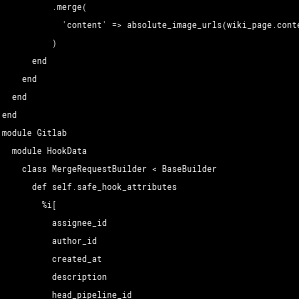 .merge(
'content' => absolute_image_urls(wiki_page.conte
)
end
end
end
end
module Gitlab
module HookData
class MergeRequestBuilder < BaseBuilder
def self.safe_hook_attributes
%i[
assignee_id
author_id
created_at
description
head_pipeline_id